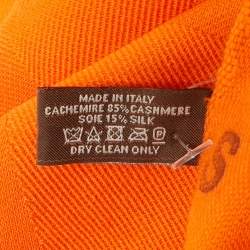 MADE IN ITALY
CACHEMIRE 85% CASHMERE
SOIE 15% SILK
DRY CLEAN ONLY
S